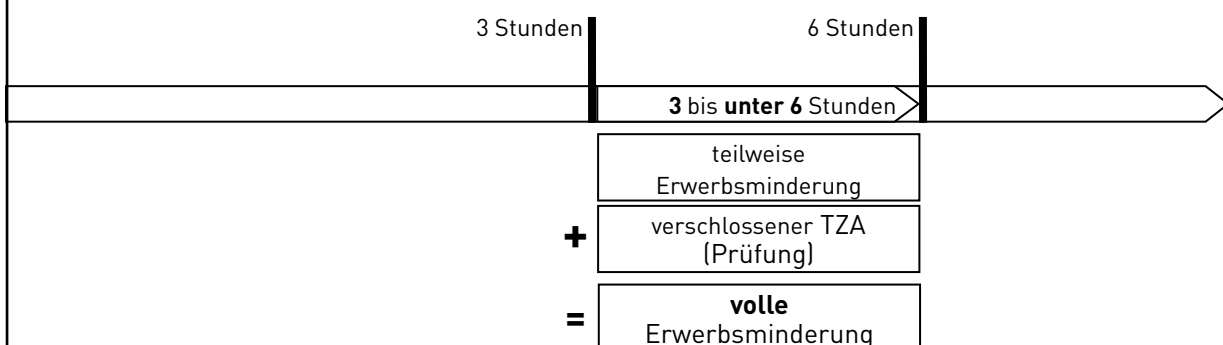 3 Stunden
6 Stunden
3 bis unter 6 Stunden
teilweise
Erwerbsminderung
+
verschlossener TZA
(Prüfung)
=
volle
Erwerbsminderung